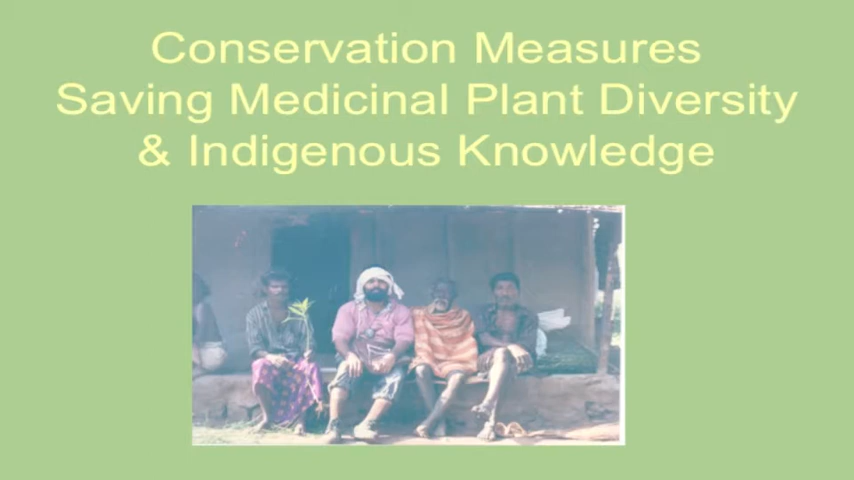 Conservation Measures
Saving Medicinal Plant Diversity
& Indigenous Knowledge